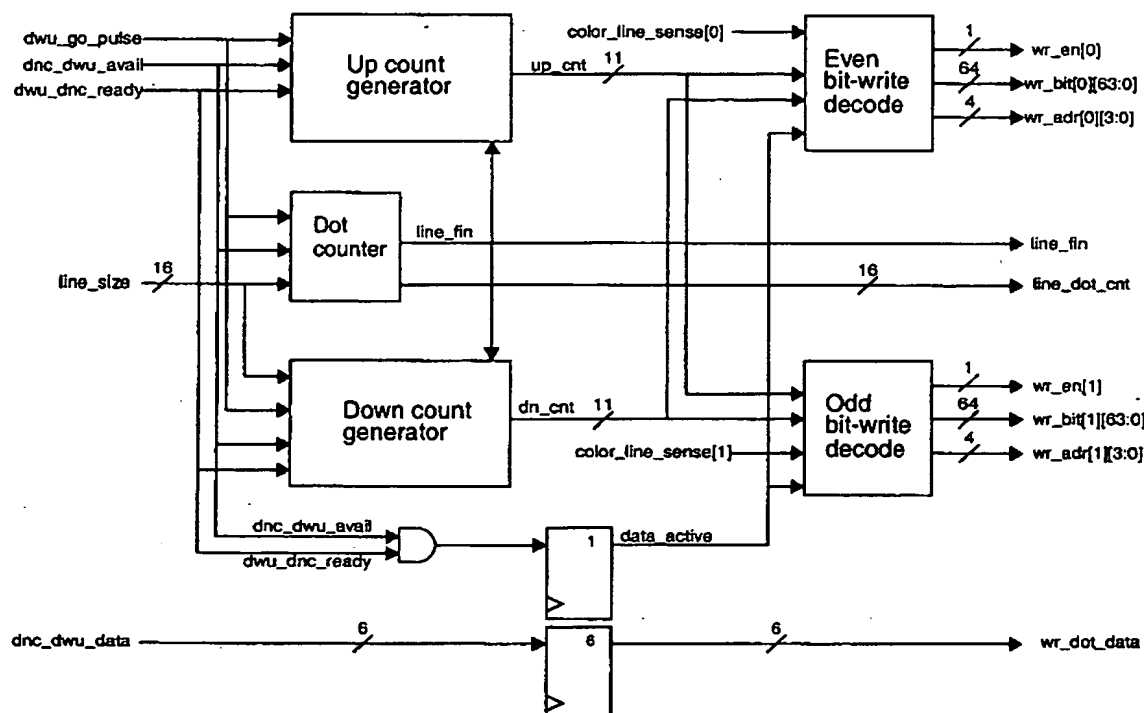 dwu_go_pulse
dnc_dwu_avail
dwu_dnc_ready
Up count
generator
up_cnt
11
color_line_sense[0]
Even
bit-write
decode
1
wr_en[0]
64
wr_bit[0][63:0]
4
wr_adr[0][3:0]
Dot
counter
line_fin
line_fin
line_size
16
16
line_dot_cnt
Down count
generator
dn_cnt
11
color_line_sense[1]
Odd
bit-write
decode
1
wr_en[1]
64
wr_bit[1][63:0]
4
wr_adr[1][3:0]
dnc_dwu_avail
dwu_dnc_ready
1
data_active
dnc_dwu_data
6
6
6
wr_dot_data